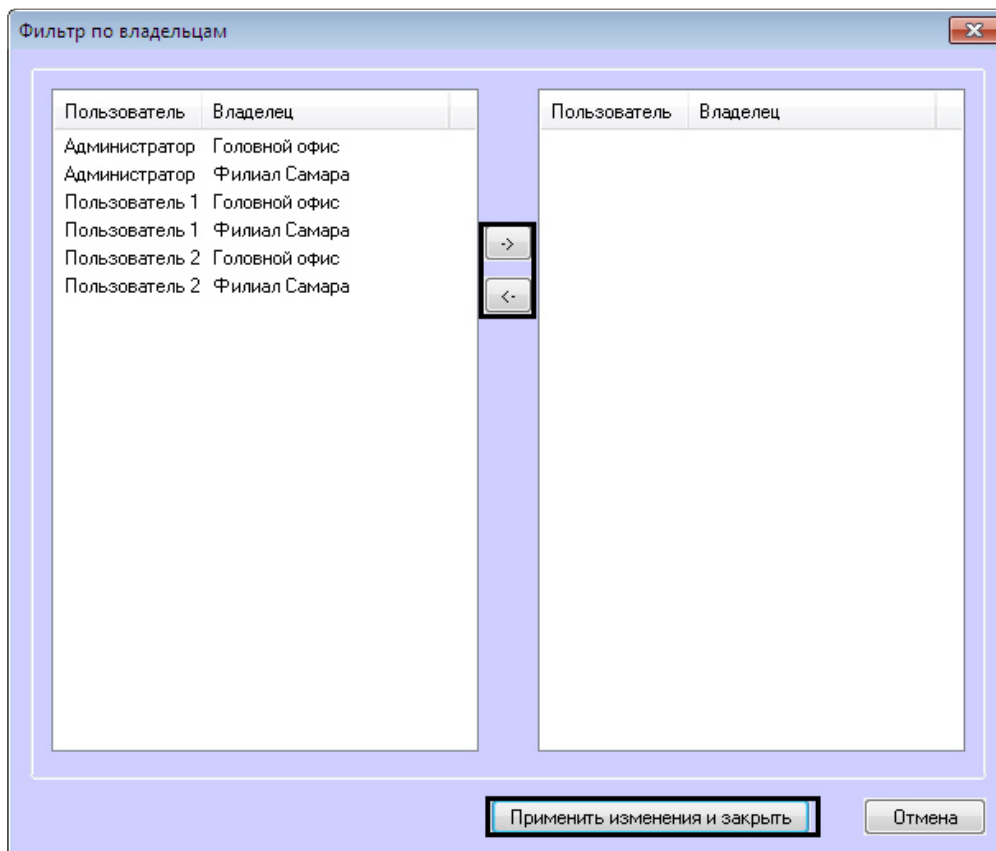 Фильтр по владельцам
Пользователь Владелец
Администратор Головной офис
Администратор Филиал Самара
Пользователь 1 Головной офис
Пользователь 1 Филиал Самара
Пользователь 2 Головной офис
Пользователь 2 Филиал Самара
->
<-
Пользователь Владелец
Применить изменения и закрыть
Отмена